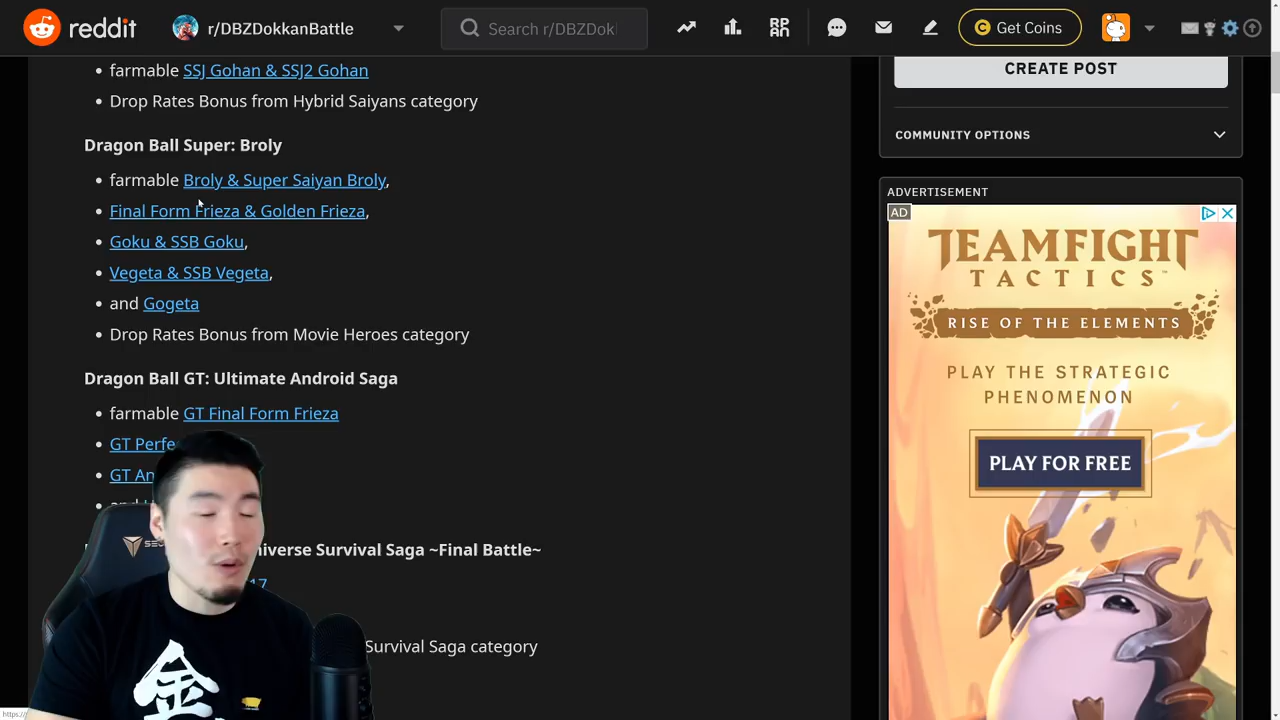 reddit
r/DBZDokkanBattle
Search r/DBZDok
Get Coins
farmable SSJ Gohan & SSJ2 Gohan
Drop Rates Bonus from Hybrid Saiyans category
Dragon Ball Super: Broly
farmable Broly & Super Saiyan Broly,
Final Form Frieza & Golden Frieza,
Goku & SSB Goku,
Vegeta & SSB Vegeta,
and Gogeta
Drop Rates Bonus from Movie Heroes category
Dragon Ball GT: Ultimate Android Saga
farmable GT Final Form Frieza
GT Perfe
GT An
niverse Survival Saga ~Final Battle~
17
Survival Saga category
CREATE POST
COMMUNITY OPTIONS
ADVERTISEMENT
AD
TEAMFIGHT
TACTICS
RISE OF THE ELEMENTS
PLAY THE STRATEGIC
PHENOMENON
PLAY FOR FREE
金
https://